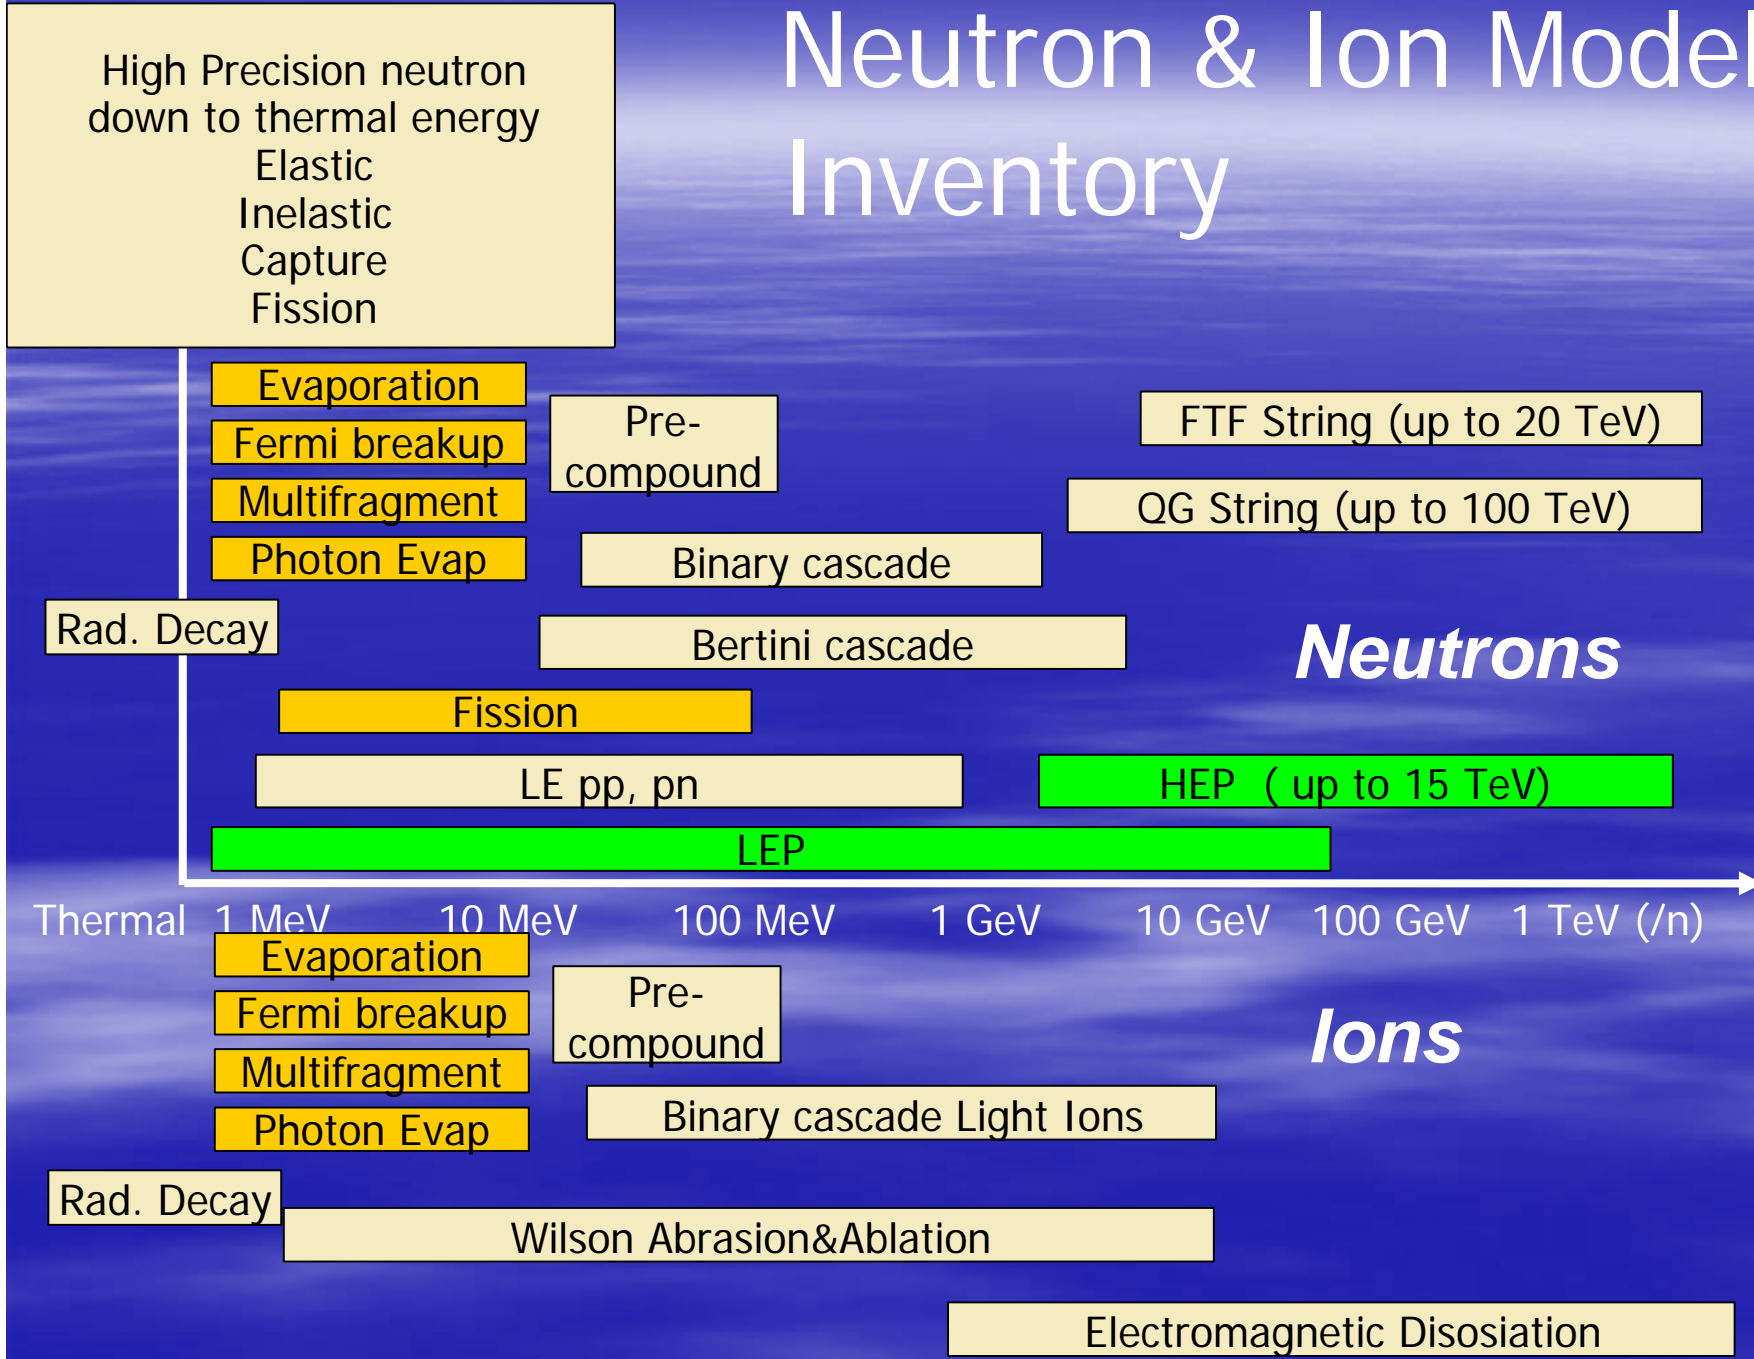 Neutron & Ion Model
Inventory
High Precision neutron
down to thermal energy
Elastic
Inelastic
Capture
Fission
Evaporation
Fermi breakup
Multifragment
Photon Evap
Pre-
compound
FTF String (up to 20 TeV)
QG String (up to 100 TeV)
Binary cascade
Rad. Decay
Bertini cascade
Neutrons
Fission
LE pp, pn
HEP ( up to 15 TeV)
LEP
Thermal 1 MeV 10 MeV 100 MeV 1 GeV 10 GeV 100 GeV 1 TeV (/n)
Evaporation
Fermi breakup
Multifragment
Photon Evap
Pre-
compound
Ions
Binary cascade Light Ions
Rad. Decay
Wilson Abrasion&Ablation
Electromagnetic Disosiation